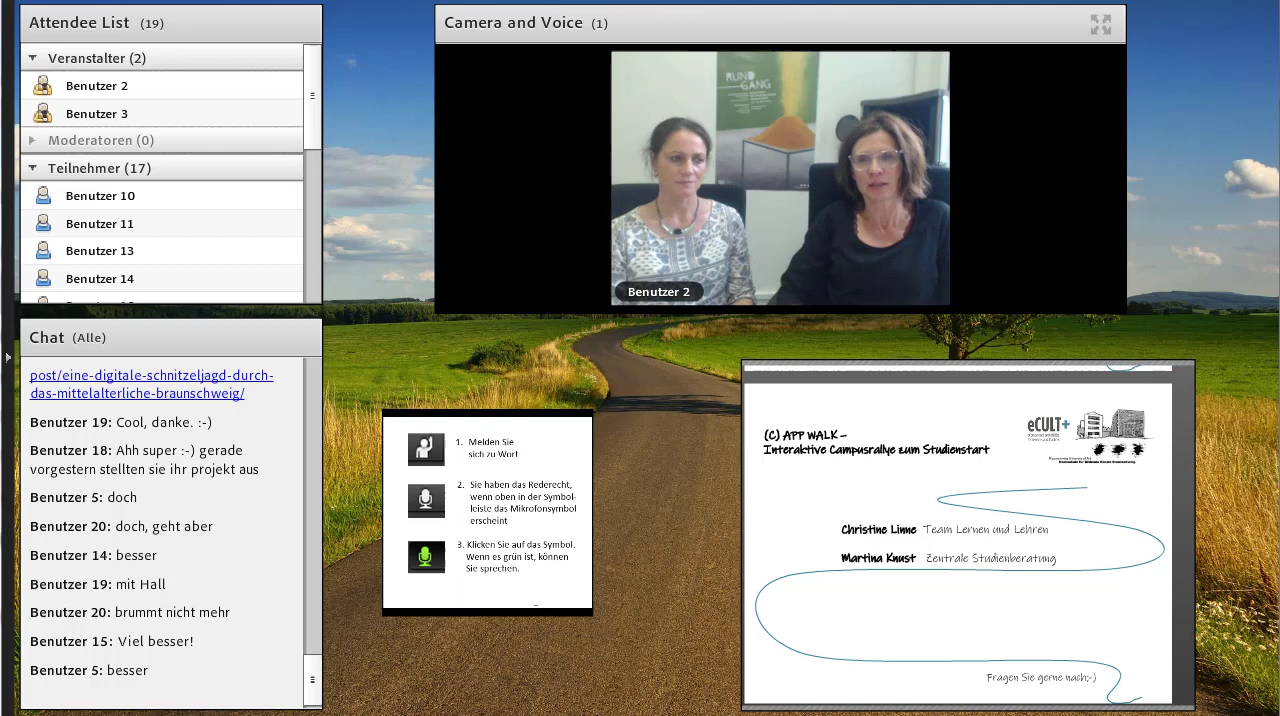 Attendee List (19)
Veranstalter (2)
Benutzer 2
Benutzer 3
Moderatoren (0)
Teilnehmer (17)
Benutzer 10
Benutzer 11
Benutzer 13
Benutzer 14
Camera and Voice (1)
RUND
GANG
Benutzer 2
Chat (Alle)
post/eine-digitale-schnitzeljagd-durch-
das-mittelalterliche-braunschweig/
Benutzer 19: Cool, danke. :-)
Benutzer 18: Ahh super :-) gerade
vorgestern stellten sie ihr projekt aus
Benutzer 5: doch
Benutzer 20: doch, geht aber
Benutzer 14: besser
Benutzer 19: mit Hall
Benutzer 20: brummt nicht mehr
Benutzer 15: Viel besser!
Benutzer 5: besser
1. Melden Sie
sich zu Wort
2. Sie haben das Rederecht,
wenn oben in der Symbol-
leiste das Mikrofonsymbol
erscheint
3. Klicken Sie auf das Symbol.
Wenn es grün ist, können
Sie sprechen.
(C) APP WALK –
Interaktive Campusrallye zum Studienstart
eCULT+
Hochschule für Bildende Künste Braunschweig
Christine Linne Team Lernen und Lehren
Martina Knust Zentrale Studienberatung
Fragen Sie gerne nach;-)